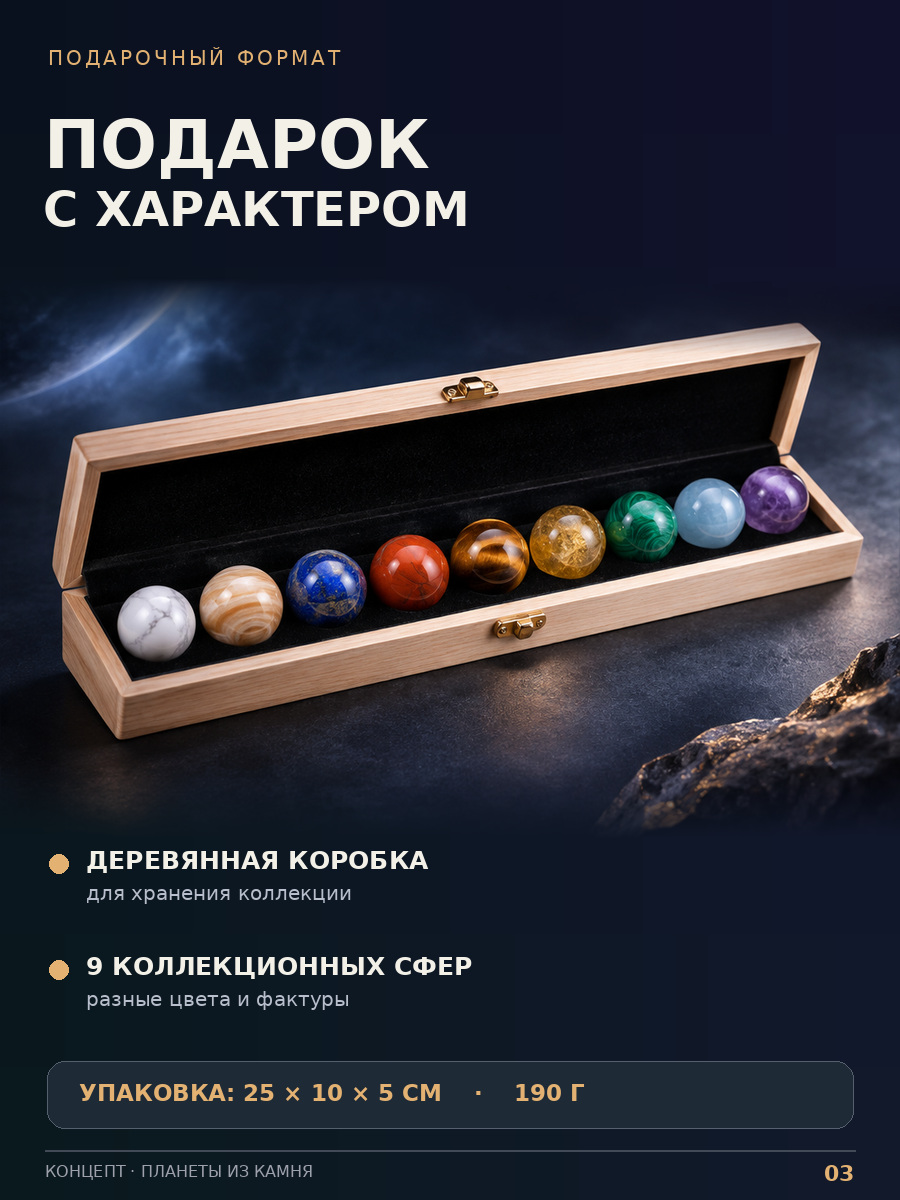 ПОДАРОЧНЫЙ ФОРМАТ
ПОДАРОК
С ХАРАКТЕРОМ
ДЕРЕВЯННАЯ КОРОБКА
для хранения коллекции
9 КОЛЛЕКЦИОННЫХ СФЕР
разные цвета и фактуры
УПАКОВКА: 25 × 10 × 5 СМ · 190 Г
КОНЦЕПТ · ПЛАНЕТЫ ИЗ КАМНЯ
03